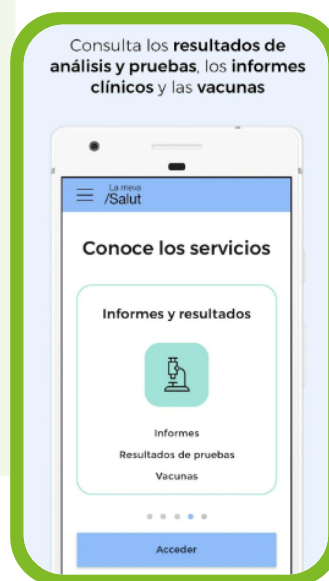 Consulta los resultados de
análisis y pruebas, los informes
clínicos y las vacunas
La meva
/Salut
Conoce los servicios
Informes y resultados
Informes
Resultados de pruebas
Vacunas
Acceder